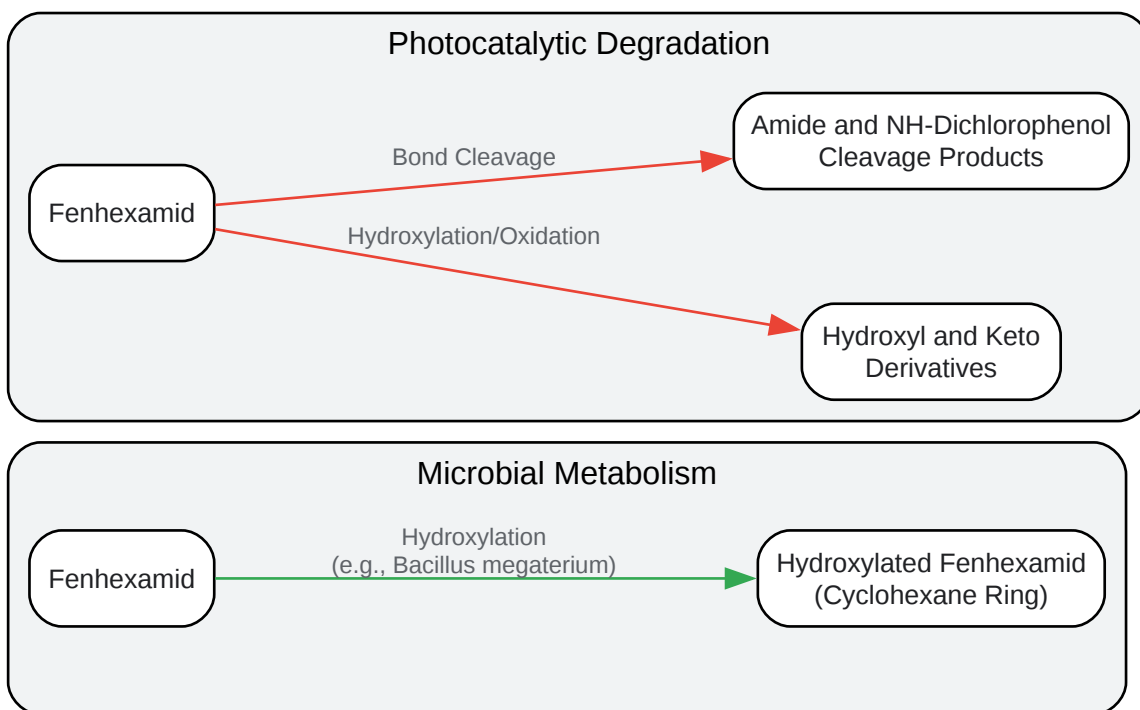 Photocatalytic Degradation
Fenhexamid
Bond Cleavage
Amide and NH-Dichlorophenol
Cleavage Products
Hydroxylation/Oxidation
Hydroxyl and Keto
Derivatives
Microbial Metabolism
Fenhexamid
Hydroxylation
(e.g., Bacillus megaterium)
Hydroxylated Fenhexamid
(Cyclohexane Ring)